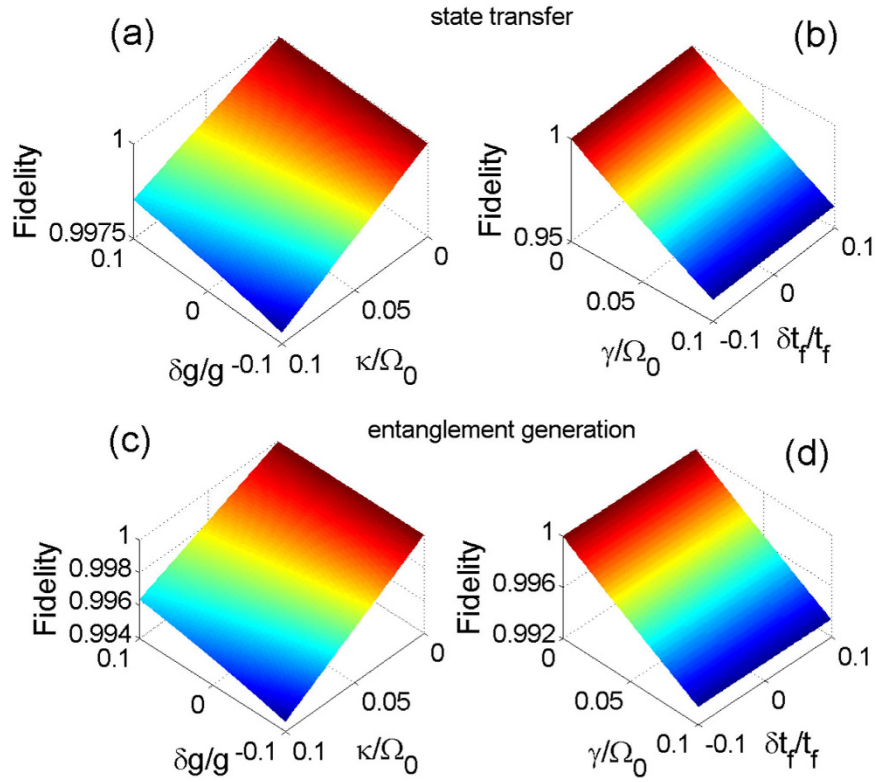 state transfer
(a)
Fidelity
1
0.9975
0.1
0
-0.1
δg/g
0.1
0.05
0
κ/Ω0
(b)
Fidelity
1
0.95
0
0.05
0.1
γ/Ω0
-0.1
0
0.1
δtf/tf
entanglement generation
(c)
Fidelity
1
0.998
0.996
0.994
0.1
0
-0.1
δg/g
0.1
0.05
0
κ/Ω0
(d)
Fidelity
1
0.996
0.992
0
0.05
0.1
γ/Ω0
-0.1
0
0.1
δtf/tf